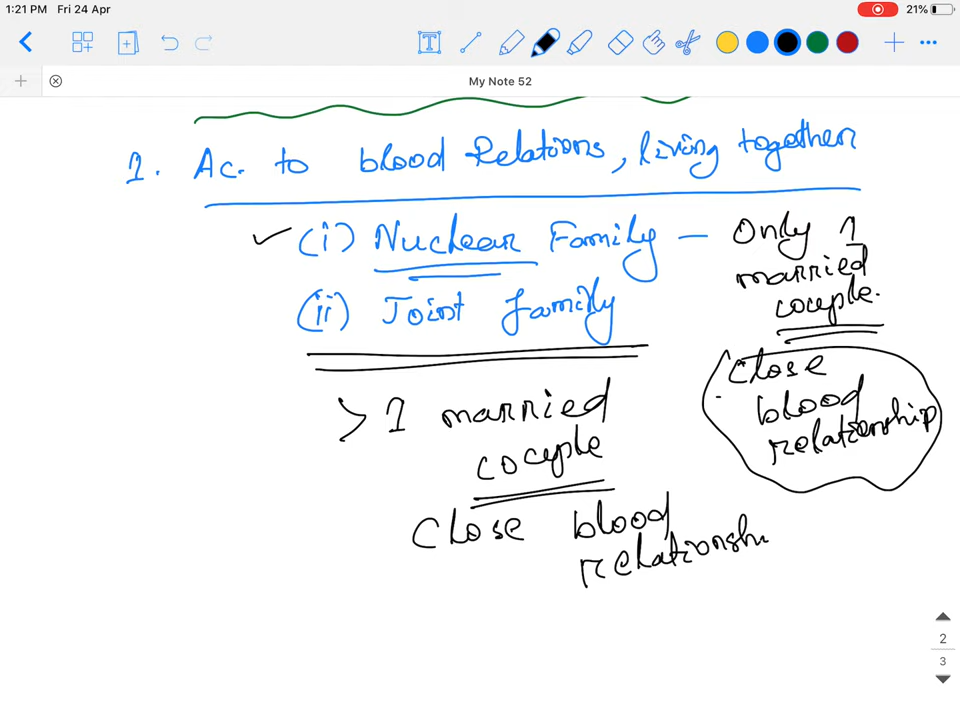 1:21 PM Fri 24 Apr
21%
My Note 52
1. Ac. to blood Relations, living together
(i) Nuclear Family – Only 1
married
couple.
(ii) Joint family
close
blood
relationship
> 1 married
couple
close blood
relationshi
2
3